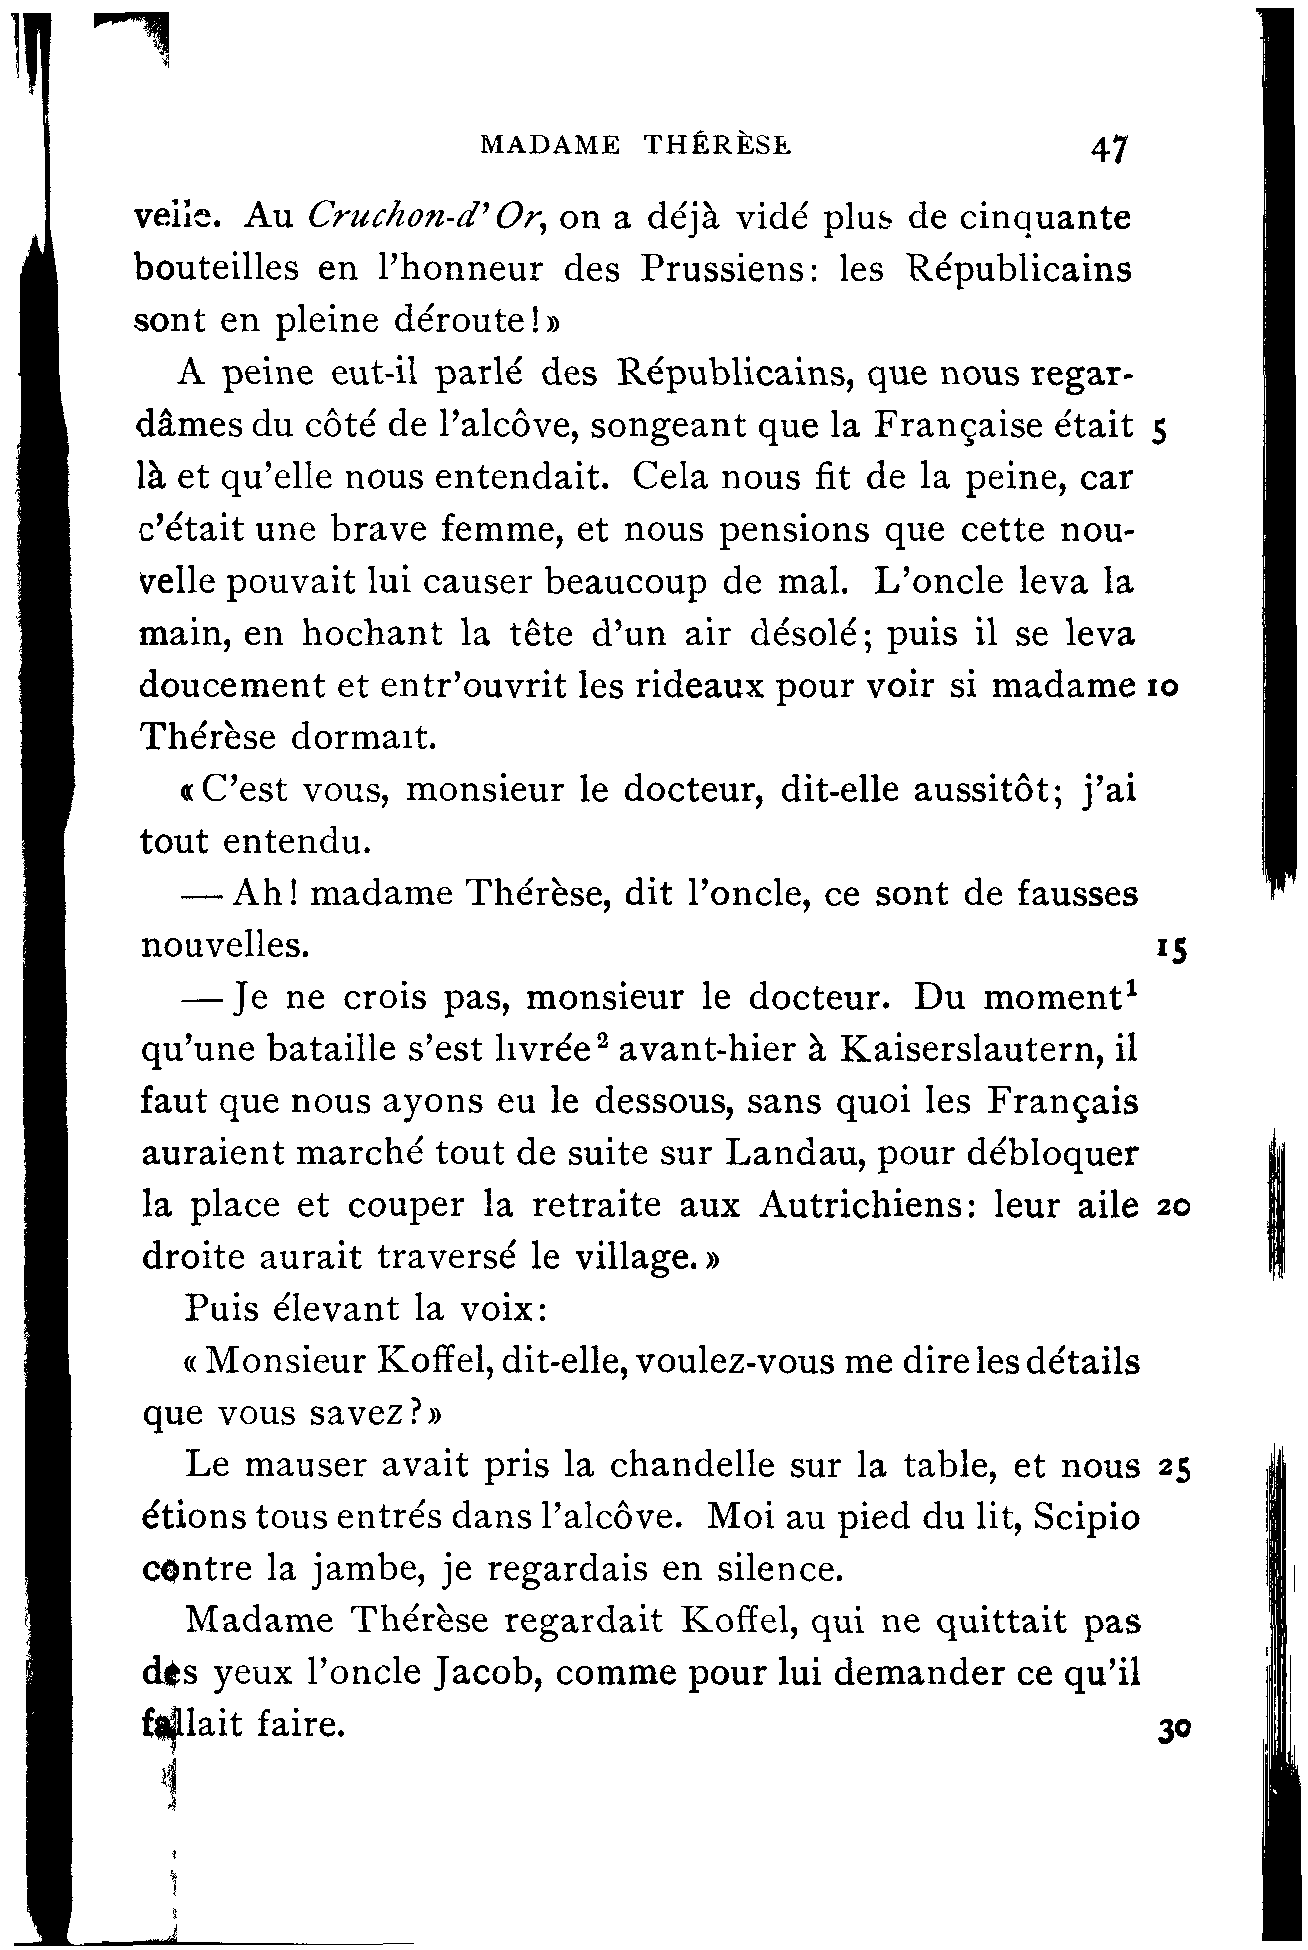 MADAME THÉRÈSE 47
velle. Au Cruchon-d'Or, on a déjà vidé plus de cinquante
bouteilles en l'honneur des Prussiens: les Républicains
sont en pleine déroute!»
A peine eut-il parlé des Républicains, que nous regar-
dâmes du côté de l'alcôve, songeant que la Française était 5
là et qu'elle nous entendait. Cela nous fit de la peine, car
c'était une brave femme, et nous pensions que cette nou-
velle pouvait lui causer beaucoup de mal. L'oncle leva la
main, en hochant la tête d'un air désolé; puis il se leva
doucement et entr'ouvrit les rideaux pour voir si madame 10
Thérèse dormait.
«C'est vous, monsieur le docteur, dit-elle aussitôt; j'ai
tout entendu.
— Ah! madame Thérèse, dit l'oncle, ce sont de fausses
nouvelles. 15
— Je ne crois pas, monsieur le docteur. Du moment¹
qu'une bataille s'est livrée² avant-hier à Kaiserslautern, il
faut que nous ayons eu le dessous, sans quoi les Français
auraient marché tout de suite sur Landau, pour débloquer
la place et couper la retraite aux Autrichiens: leur aile 20
droite aurait traversé le village.»
Puis élevant la voix:
«Monsieur Koffel, dit-elle, voulez-vous me dire les détails
que vous savez?»
Le mauser avait pris la chandelle sur la table, et nous 25
étions tous entrés dans l'alcôve. Moi au pied du lit, Scipio
contre la jambe, je regardais en silence.
Madame Thérèse regardait Koffel, qui ne quittait pas
des yeux l'oncle Jacob, comme pour lui demander ce qu'il
fallait faire. 30